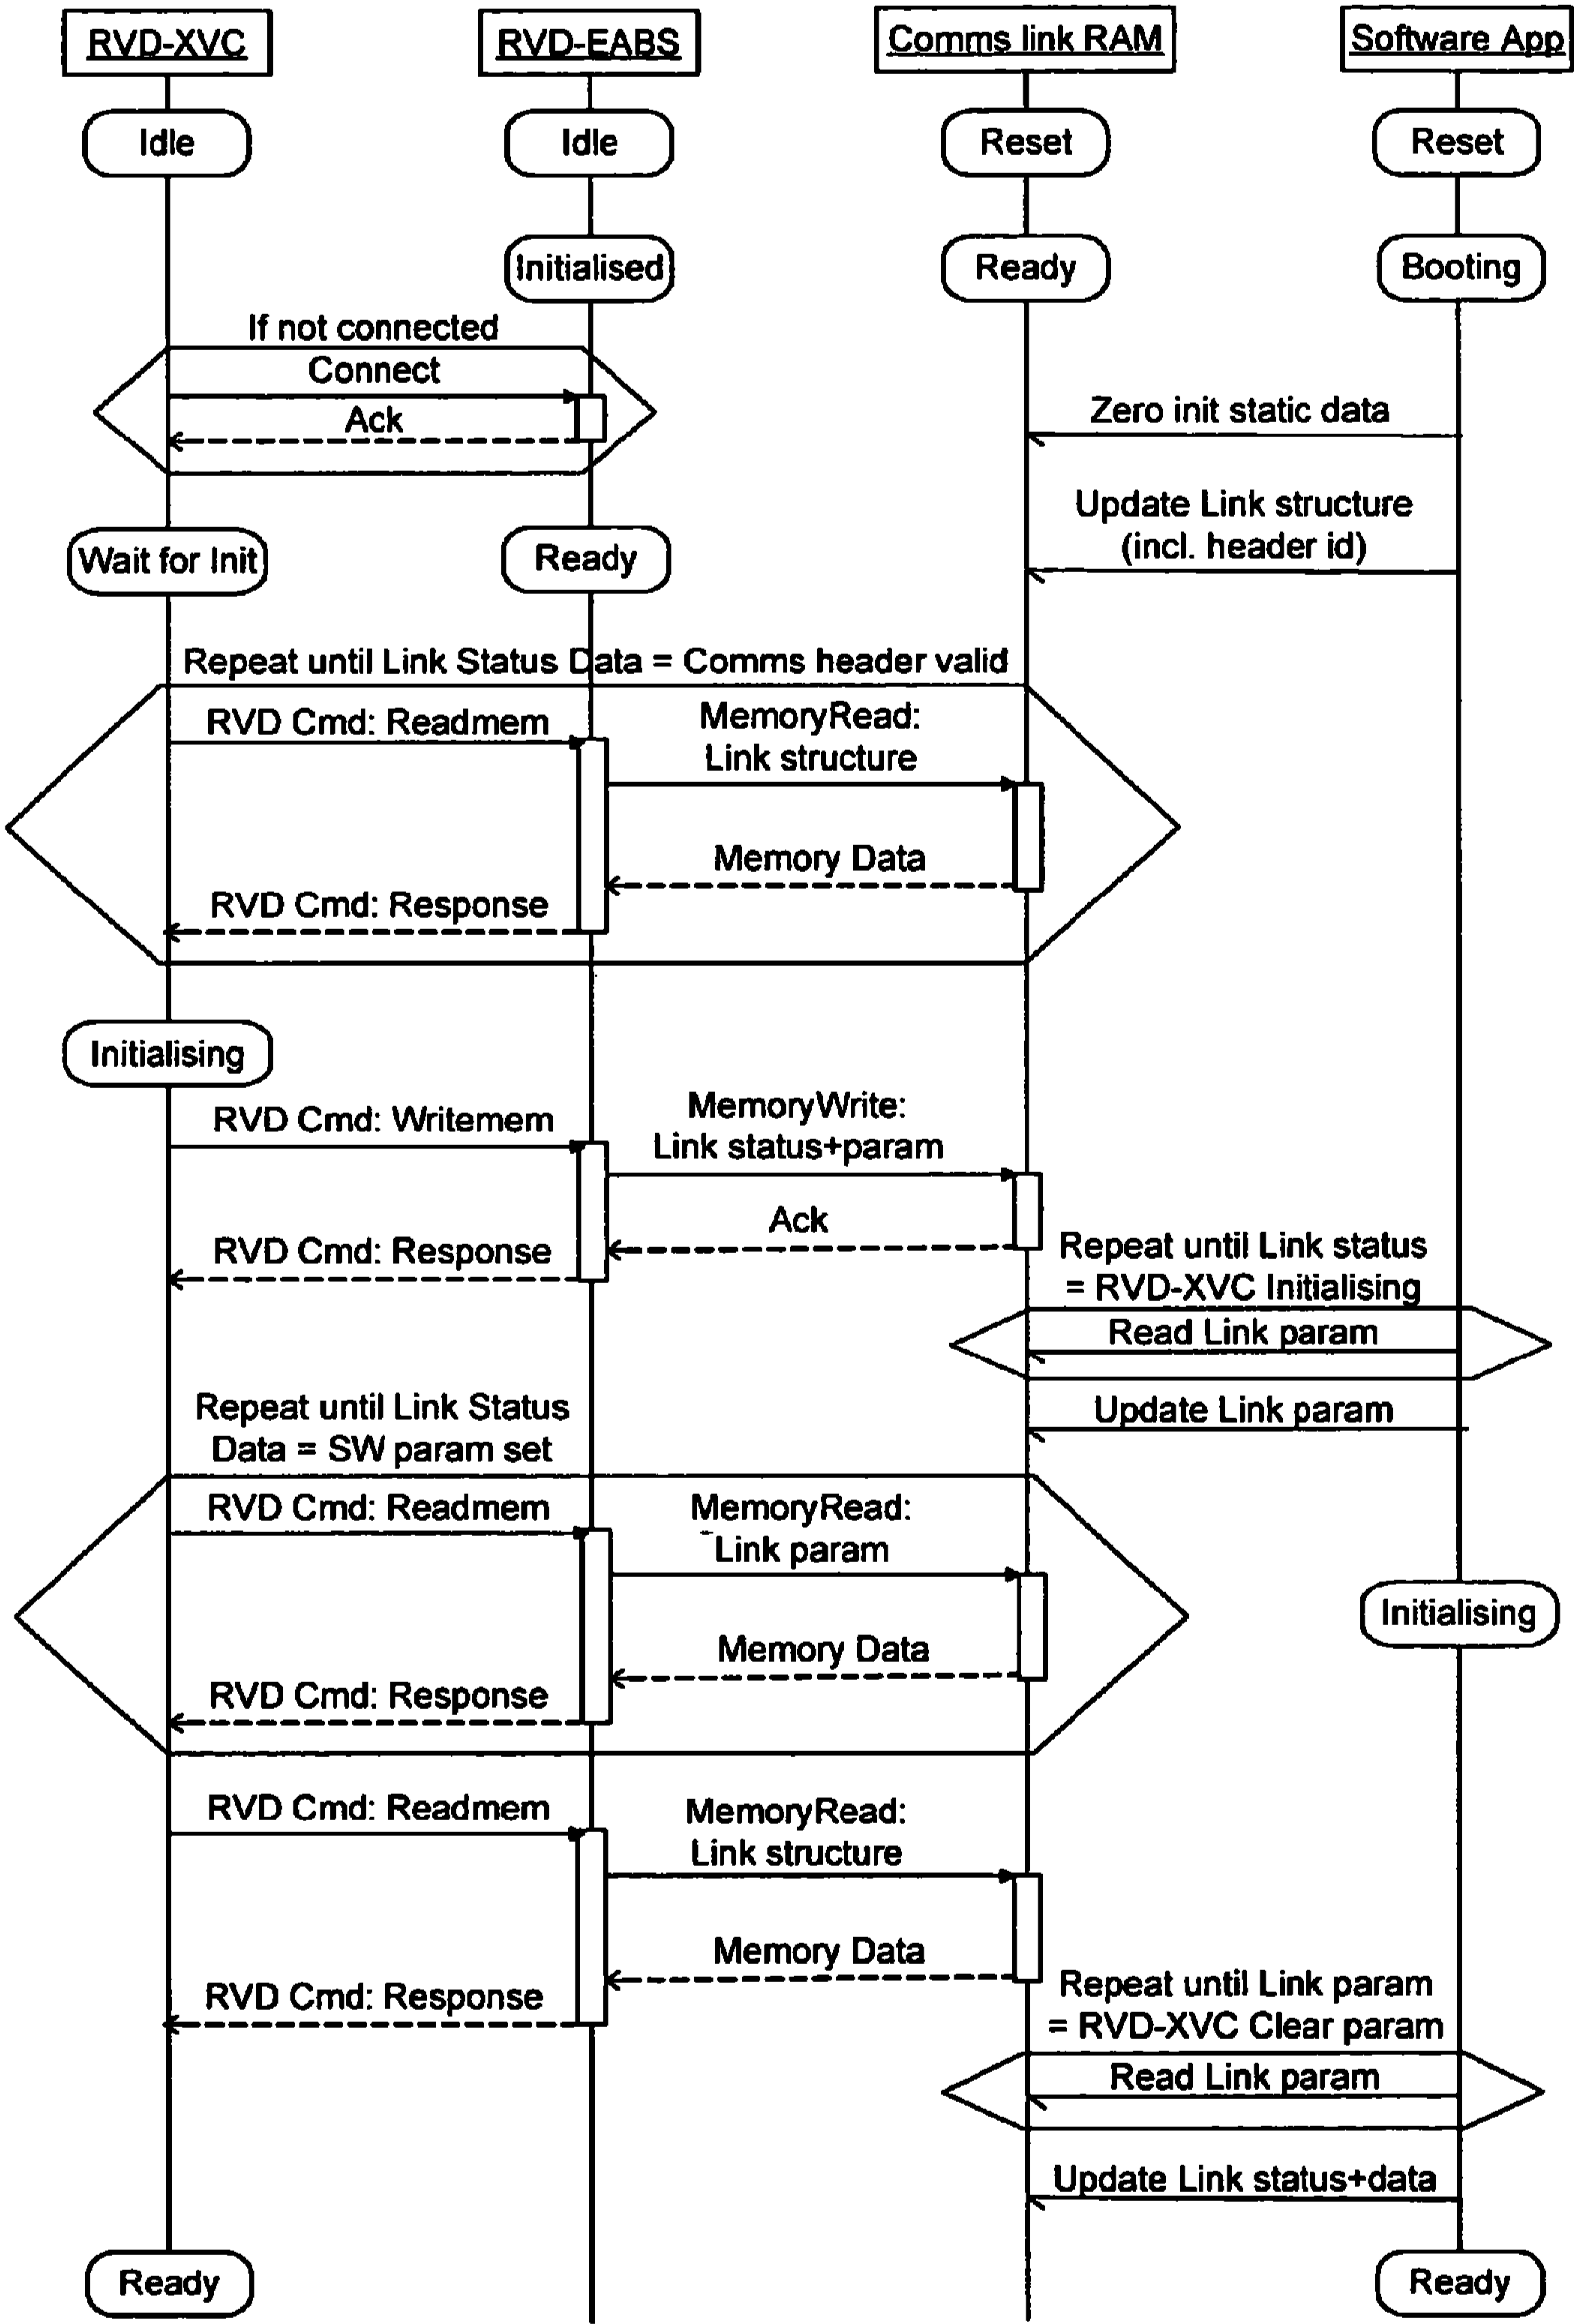 RVD-XVC
RVD-EABS
Comms link RAM
Software App
Idle
Idle
Reset
Reset
Initialised
Ready
Booting
If not connected
Connect
Ack
Zero init static data
Update Link structure
(incl. header id)
Wait for Init
Ready
Repeat until Link Status Data = Comms header valid
RVD Cmd: Readmem
MemoryRead:
Link structure
Memory Data
RVD Cmd: Response
Initialising
RVD Cmd: Writemem
MemoryWrite:
Link status+param
Ack
RVD Cmd: Response
Repeat until Link status
= RVD-XVC Initialising
Read Link param
Update Link param
Repeat until Link Status
Data = SW param set
RVD Cmd: Readmem
MemoryRead:
Link param
Initialising
Memory Data
RVD Cmd: Response
RVD Cmd: Readmem
MemoryRead:
Link structure
Memory Data
RVD Cmd: Response
Repeat until Link param
= RVD-XVC Clear param
Read Link param
Update Link status+data
Ready
Ready